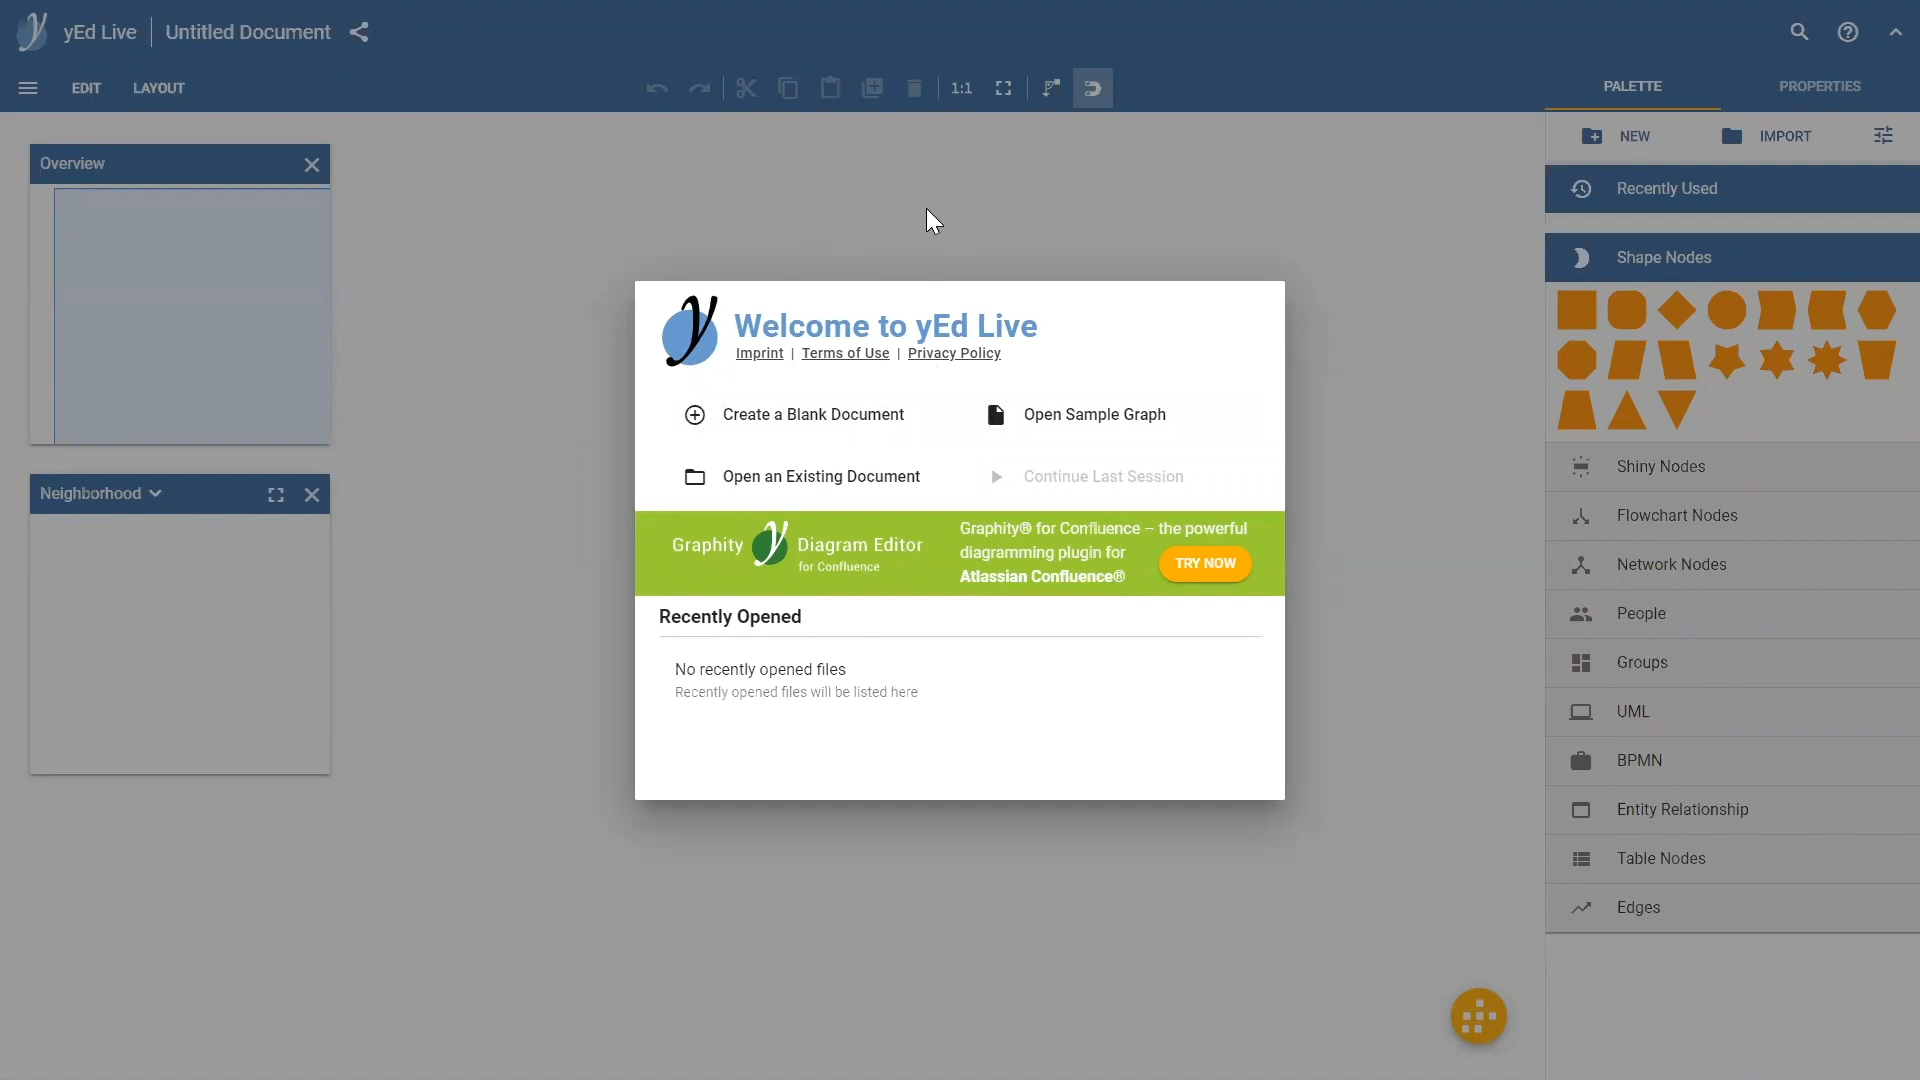 yEd Live
Untitled Document
EDIT
LAYOUT
1:1
PALETTE
PROPERTIES
NEW
IMPORT
Overview
Neighborhood
Welcome to yEd Live
Imprint | Terms of Use | Privacy Policy
Create a Blank Document
Open Sample Graph
Open an Existing Document
Continue Last Session
Graphity y Diagram Editor
for Confluence
Graphity® for Confluence – the powerful
diagramming plugin for
Atlassian Confluence®
TRY NOW
Recently Opened
No recently opened files
Recently opened files will be listed here
Recently Used
Shape Nodes
Shiny Nodes
Flowchart Nodes
Network Nodes
People
Groups
UML
BPMN
Entity Relationship
Table Nodes
Edges